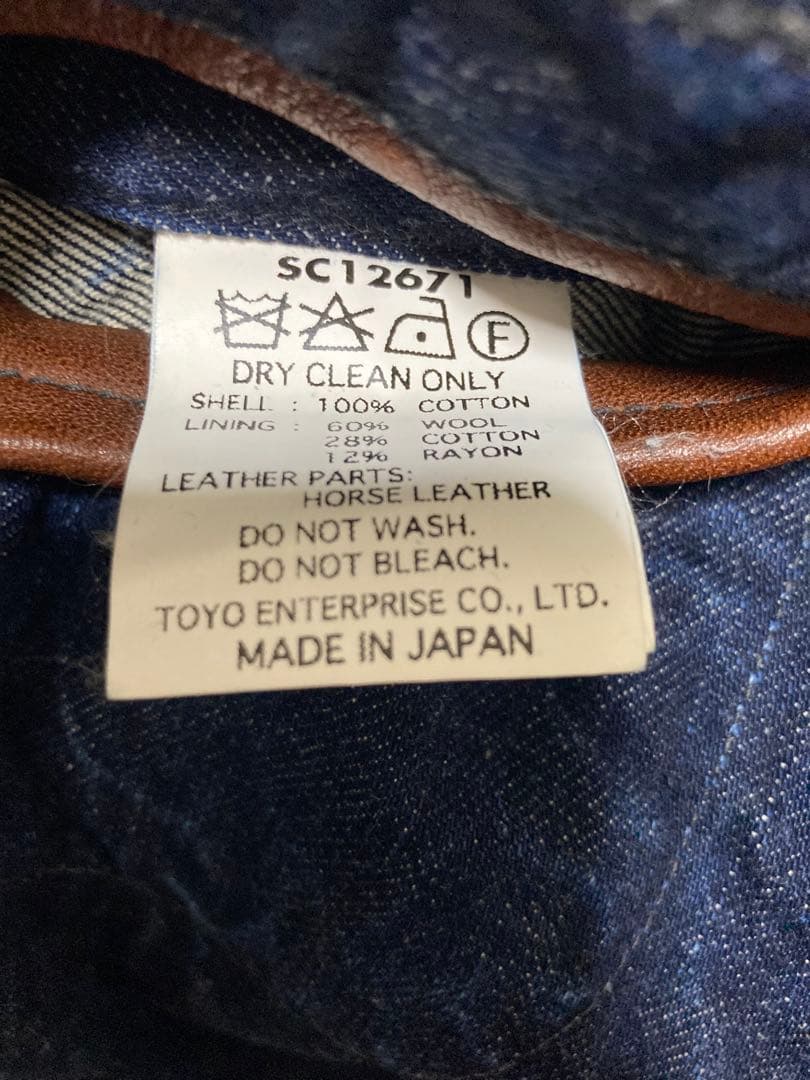 SC12671
F
DRY CLEAN ONLY
SHELL : 100% COTTON
LINING : 60% WOOL
28% COTTON
12% RAYON
LEATHER PARTS:
HORSE LEATHER
DO NOT WASH.
DO NOT BLEACH.
TOYO ENTERPRISE CO., LTD.
MADE IN JAPAN